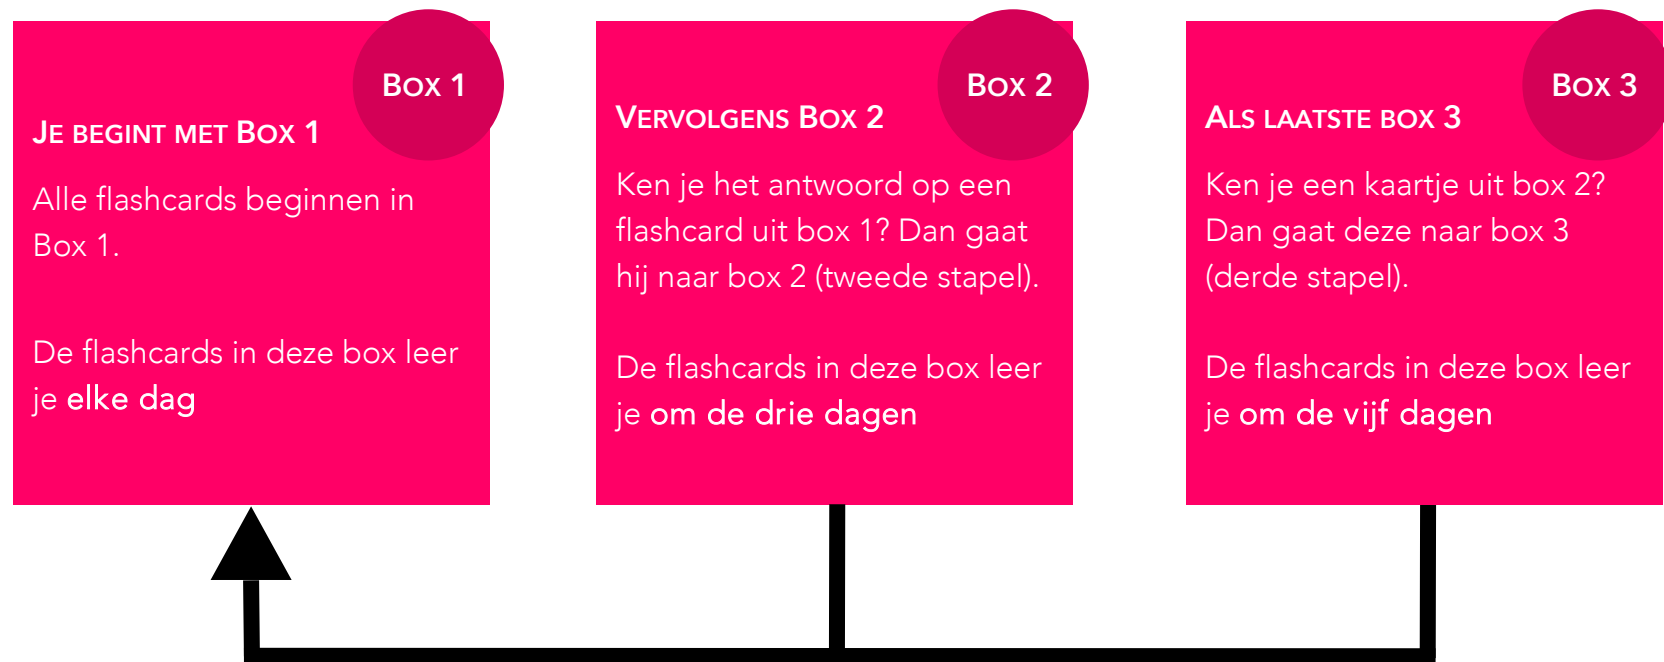 Box 1
Je begint met Box 1
Alle flashcards beginnen in
Box 1.
De flashcards in deze box leer
je elke dag
Box 2
Vervolgens Box 2
Ken je het antwoord op een
flashcard uit box 1? Dan gaat
hij naar box 2 (tweede stapel).
De flashcards in deze box leer
je om de drie dagen
Box 3
Als laatste box 3
Ken je een kaartje uit box 2?
Dan gaat deze naar box 3
(derde stapel).
De flashcards in deze box leer
je om de vijf dagen